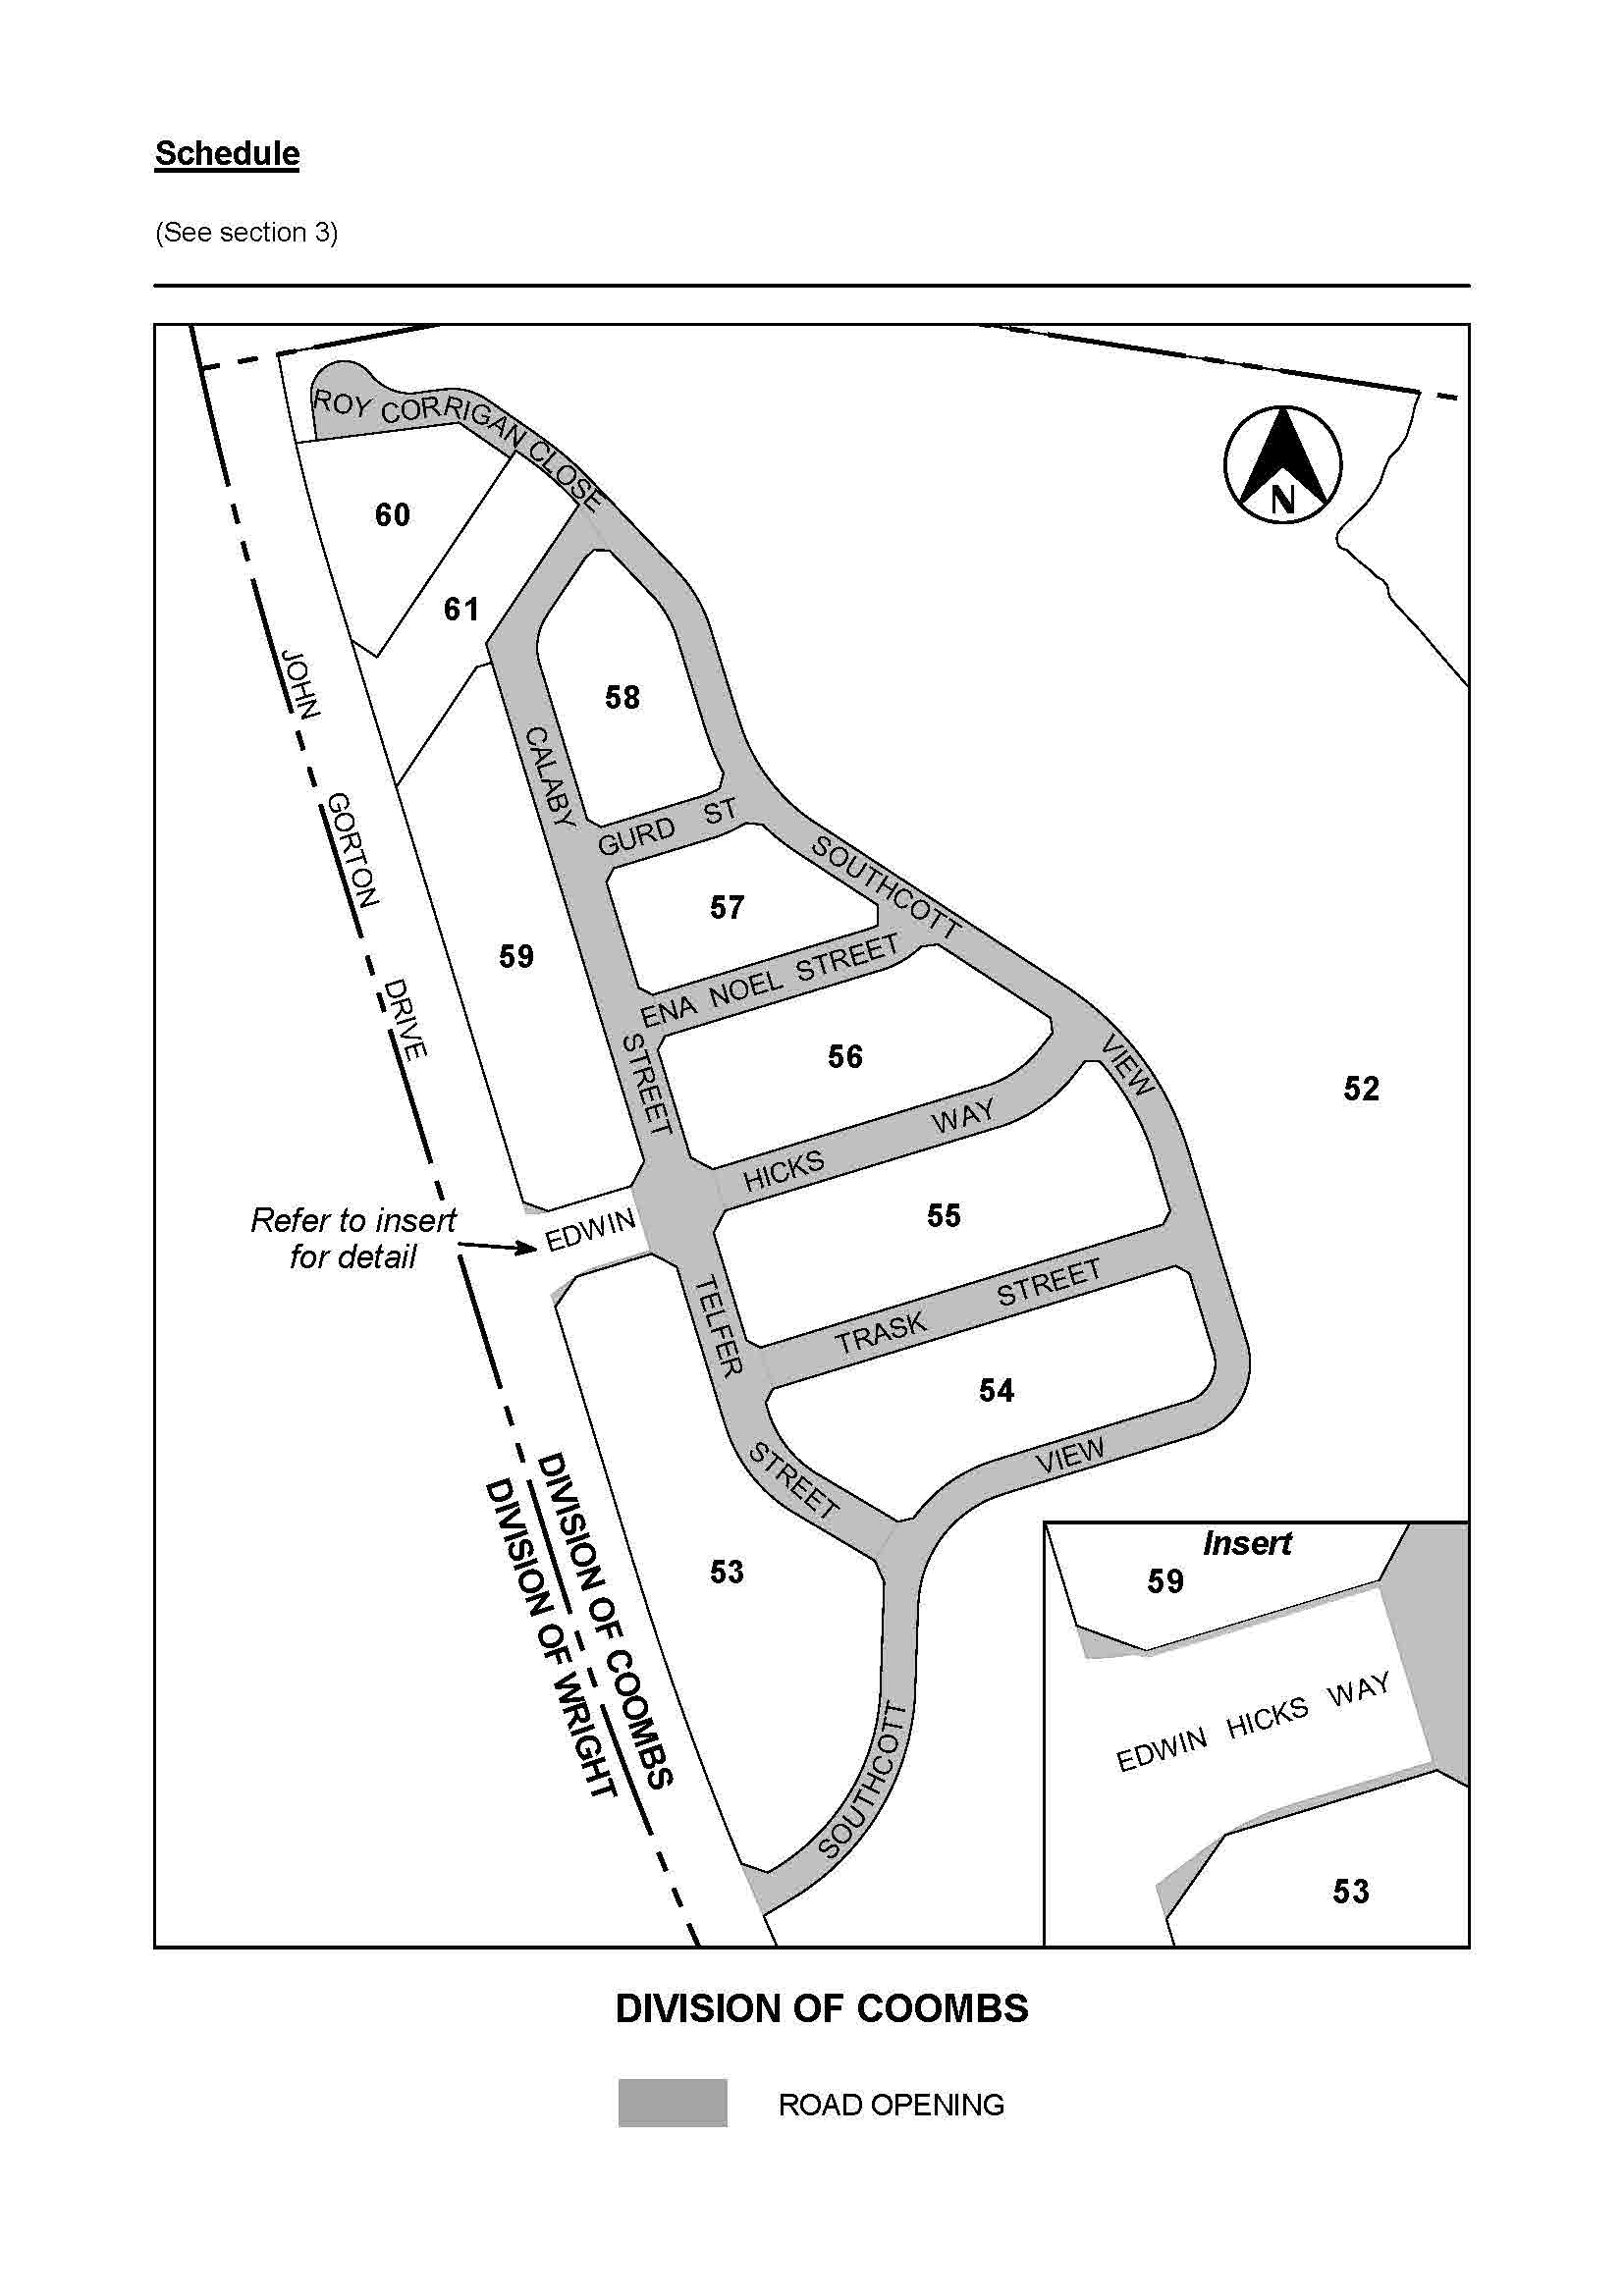 Schedule
(See section 3)
ROY CORRIGAN CLOSE
N
60
61
58
JOHN GORTON DRIVE
CALABY STREET
GURD ST
SOUTHCOTT VIEW
57
59
ENA NOEL STREET
56
52
EDWIN HICKS WAY
Refer to insert
for detail
55
TELFER STREET
TRASK STREET
54
SOUTHCOTT VIEW
DIVISION OF COOMBS
DIVISION OF WRIGHT
53
Insert
59
EDWIN HICKS WAY
53
DIVISION OF COOMBS
ROAD OPENING